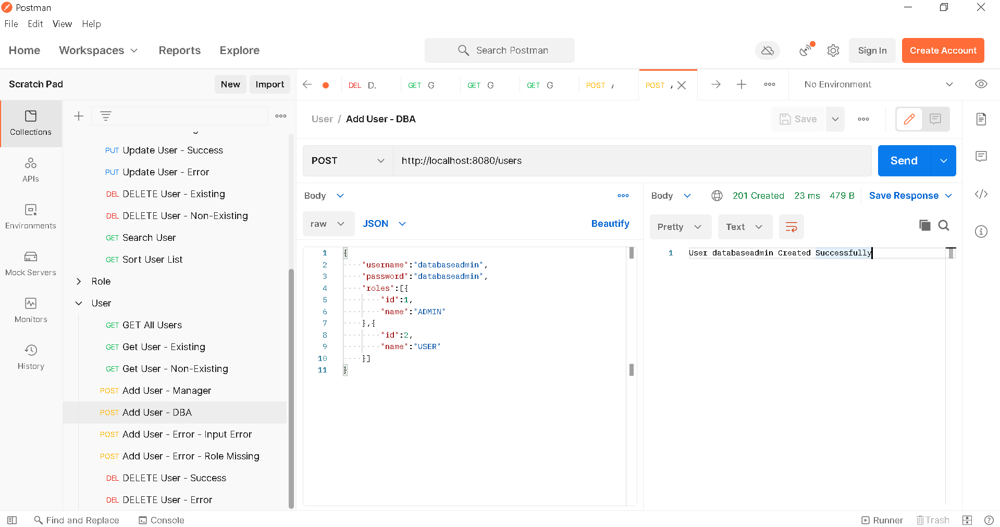 Postman
File Edit View Help
Home Workspaces Reports Explore Search Postman Sign In Create Account
Scratch Pad New Import DEL D. GET G GET G GET G POST POST No Environment
Collections
User / Add User - DBA Save
PUT Update User - Success
POST http://localhost:8080/users Send
PUT Update User - Error
APIs
DEL DELETE User - Existing
Body Body 201 Created 23 ms 479 B Save Response
DEL DELETE User - Non-Existing
Environments
raw JSON Beautify Pretty Text
GET Search User
GET Sort User List
Mock Servers
Role
User
Monitors
GET GET All Users
GET Get User - Existing
History
GET Get User - Non-Existing
POST Add User - Manager
POST Add User - DBA
POST Add User - Error - Input Error
POST Add User - Error - Role Missing
DEL DELETE User - Success
DEL DELETE User - Error
1 {
2 "username":"databaseadmin",
3 "password":"databaseadmin",
4 "roles":[{
5 "id":1,
6 "name":"ADMIN"
7 },{
8 "id":2,
9 "name":"USER"
10 }]
11 }
1 User databaseadmin Created Successfully
Find and Replace Console Runner Trash